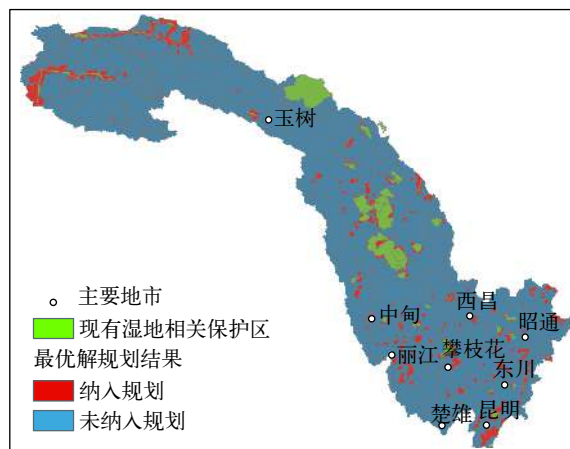 玉树
中甸
西昌
昭通
丽江
攀枝花
东川
楚雄
昆明
主要地市
现有湿地相关保护区
最优解规划结果
纳入规划
未纳入规划